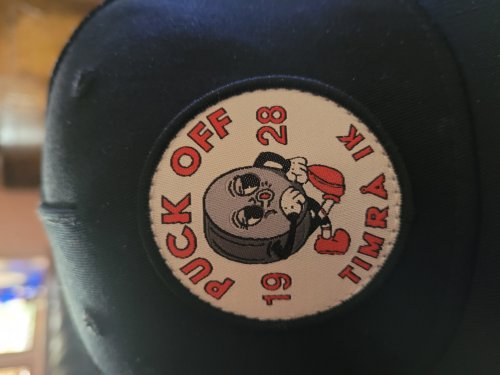 PUCK OFF
19 28
TIMRÅ IK